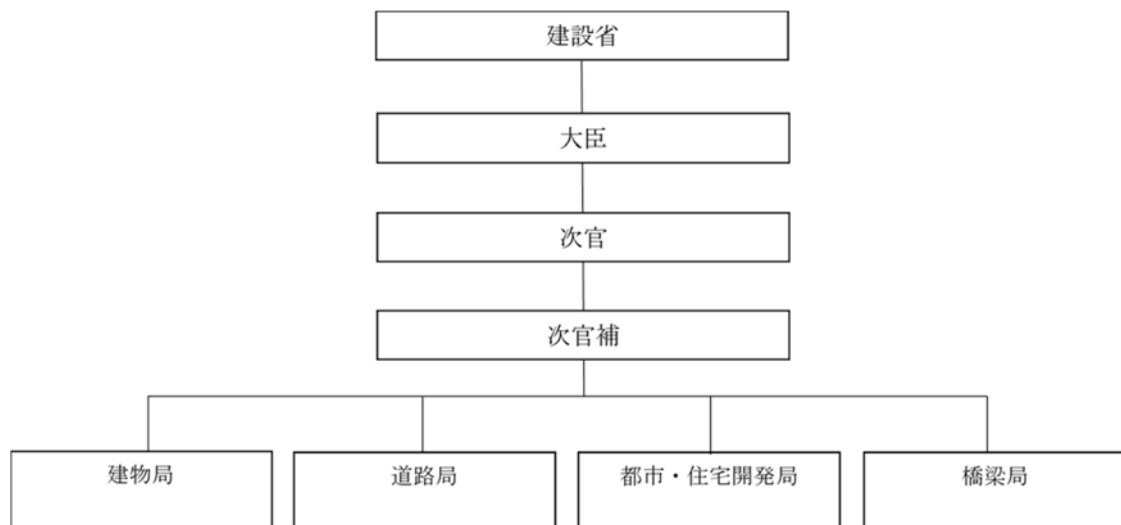 建設省
大臣
次官
次官補
建物局
道路局
都市・住宅開発局
橋梁局